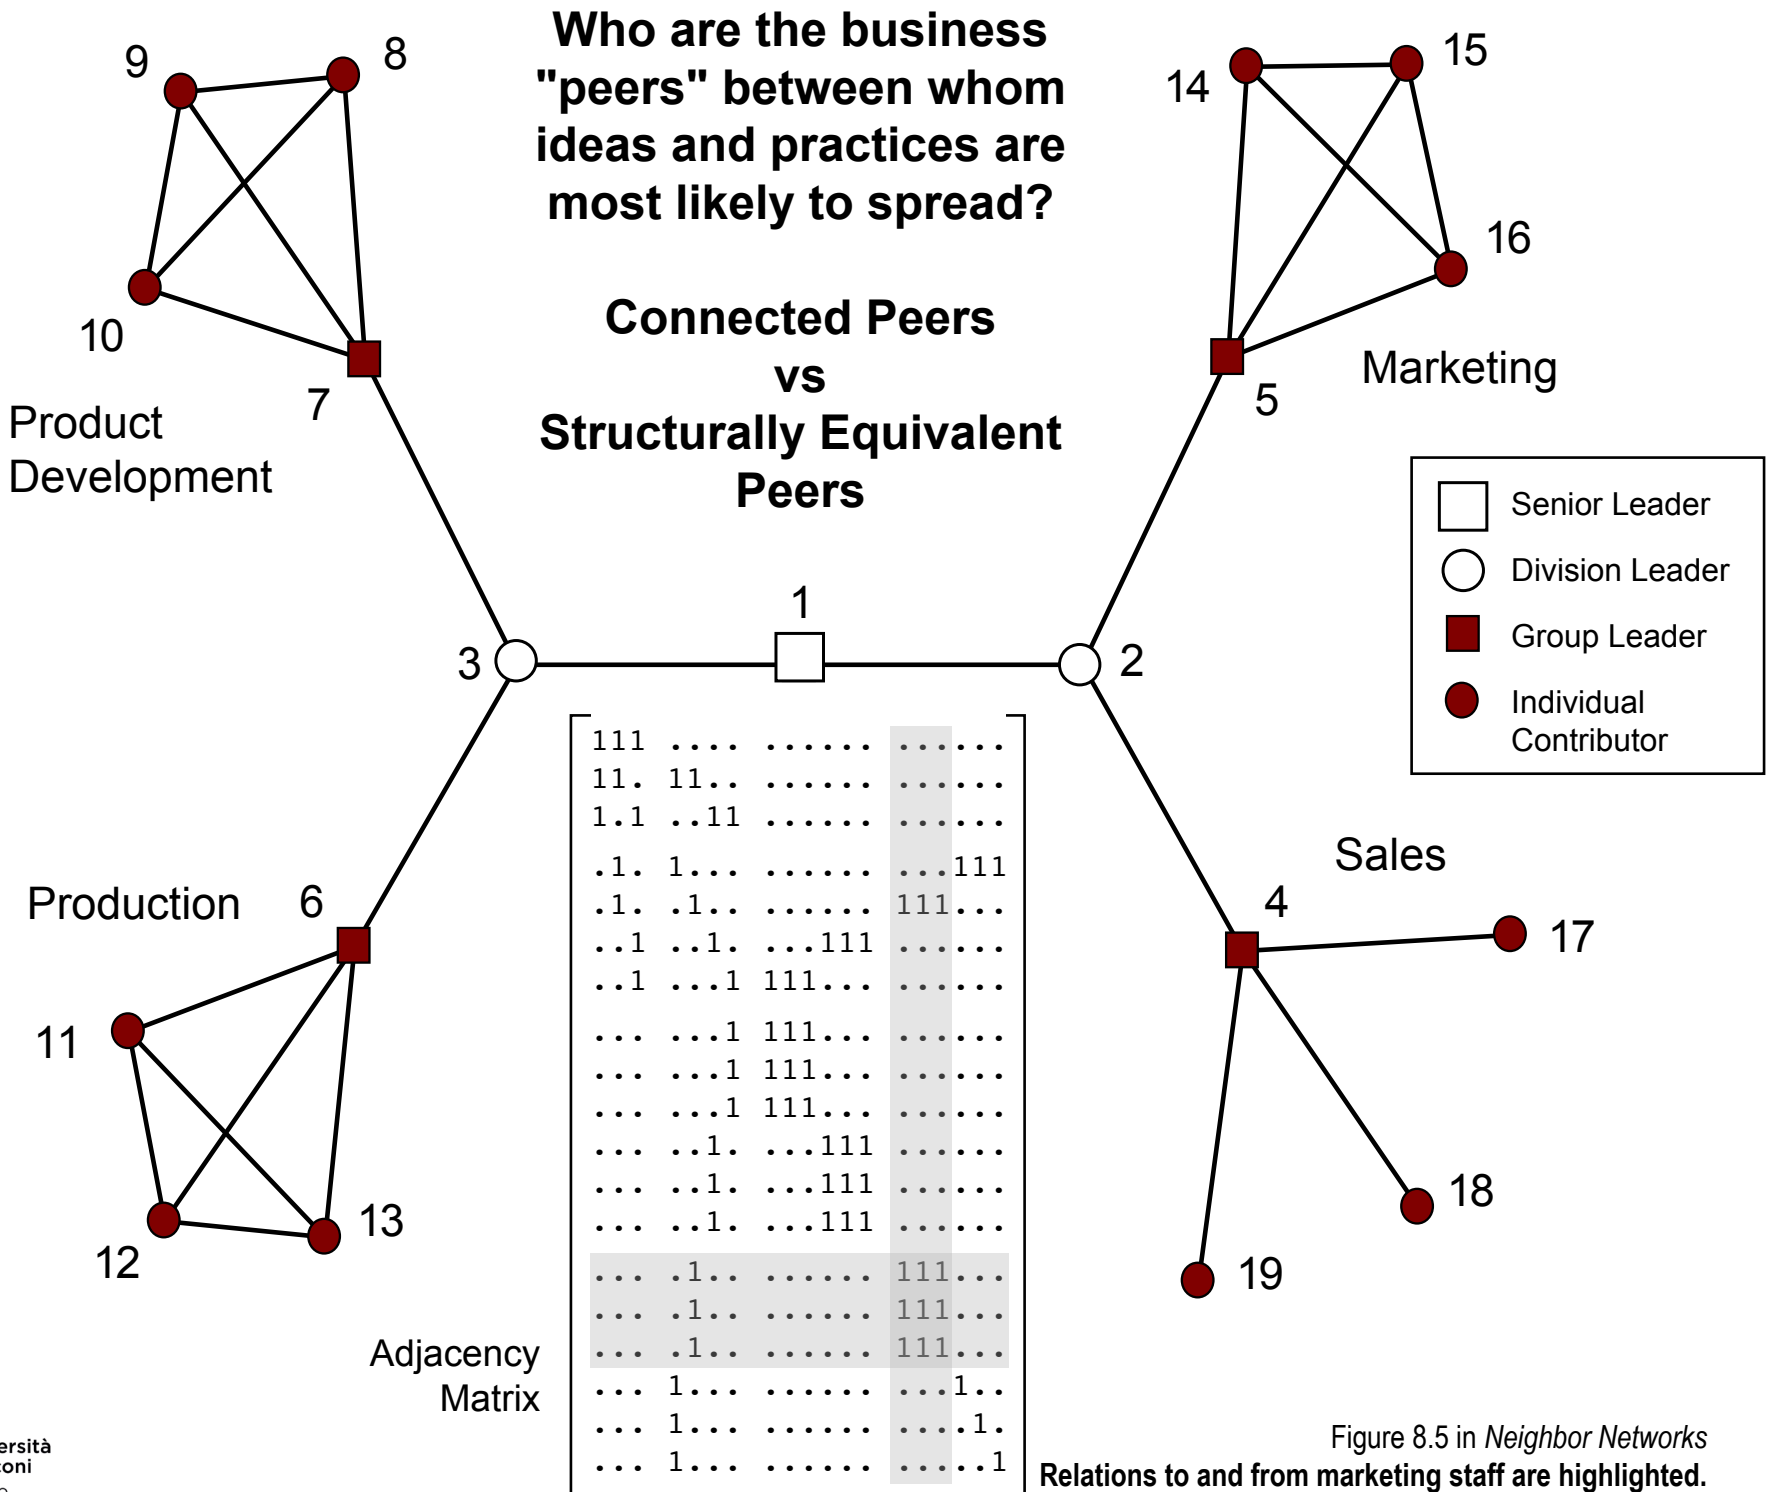 Who are the business
"peers" between whom
ideas and practices are
most likely to spread?
Connected Peers
vs
Structurally Equivalent
Peers
9
8
10
7
Product
Development
14
15
16
5
Marketing
Senior Leader
Division Leader
Group Leader
Individual
Contributor
3
1
2
Production
6
11
12
13
Sales
4
17
18
19
111 .... ...... ......
11. 11.. ...... ......
1.1 ..11 ...... ......
.1. 1... ...... ...111
.1. .1.. ...... 111...
..1 ..1. ...111 ......
..1 ...1 111... ......
... ...1 111... ......
... ...1 111... ......
... ...1 111... ......
... ..1. ...111 ......
... ..1. ...111 ......
... ..1. ...111 ......
... .1.. ...... 111...
... .1.. ...... 111...
... .1.. ...... 111...
... 1... ...... ...1..
... 1... ...... ....1.
... 1... ...... .....1
Adjacency
Matrix
Figure 8.5 in Neighbor Networks
Relations to and from marketing staff are highlighted.